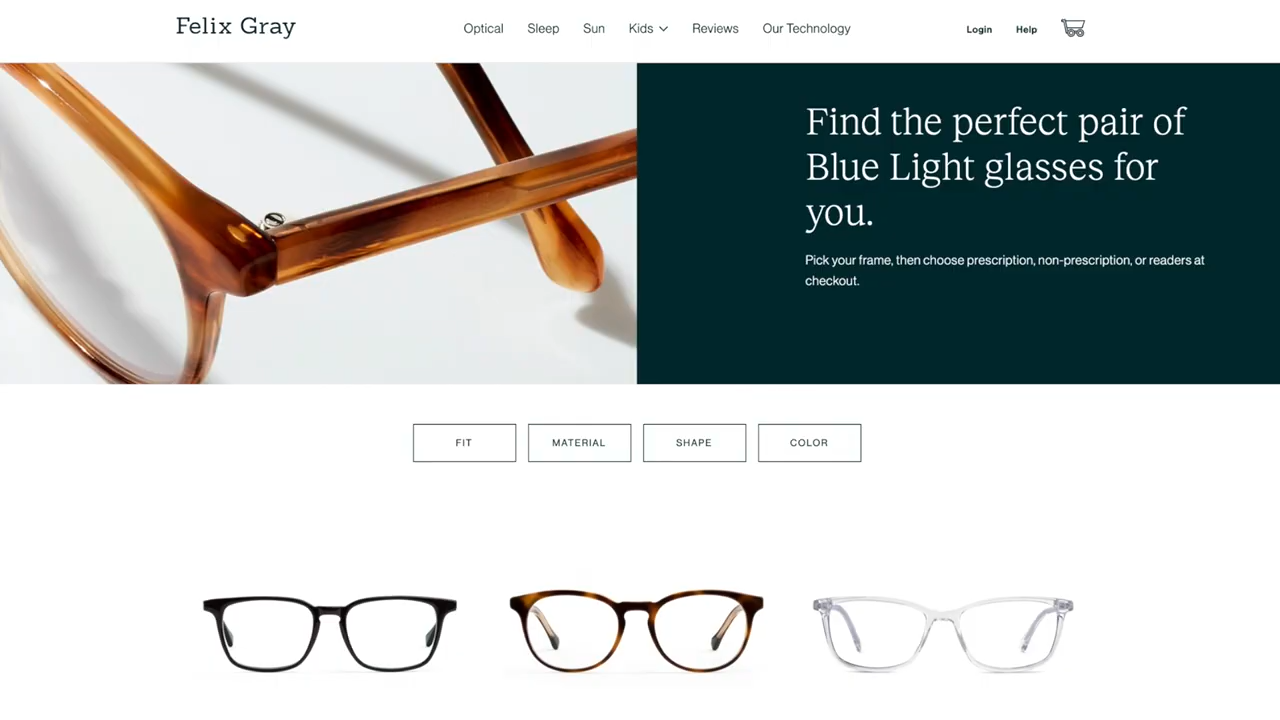 Felix Gray
Optical Sleep Sun Kids Reviews Our Technology
Login Help
Find the perfect pair of
Blue Light glasses for
you.
Pick your frame, then choose prescription, non-prescription, or readers at
checkout.
FIT MATERIAL SHAPE COLOR